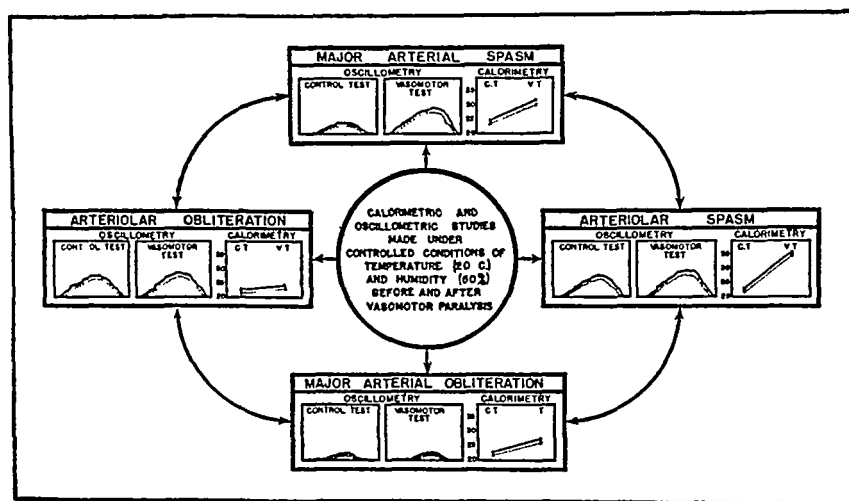 MAJOR ARTERIAL SPASM
OSCILLOMETRY CALORIMETRY
CONTROL TEST VASOMOTOR C.T V T
TEST
ARTERIOLAR OBLITERATION
OSCILLOMETRY CALORIMETRY
CONT OL TEST VASOMOTOR C T V T
TEST
CALORIMETRIC AND
OSCILLOMETRIC STUDIES
MADE UNDER
CONTROLLED CONDITIONS OF
TEMPERATURE (20 C.)
AND HUMIDITY (60%)
BEFORE AND AFTER
VASOMOTOR PARALYSIS
ARTERIOLAR SPASM
OSCILLOMETRY CALORIMETRY
CONTROL TEST VASOMOTOR C.T. V T
TEST
MAJOR ARTERIAL OBLITERATION
OSCILLOMETRY CALORIMETRY
CONTROL TEST VASOMOTOR C T T
TEST